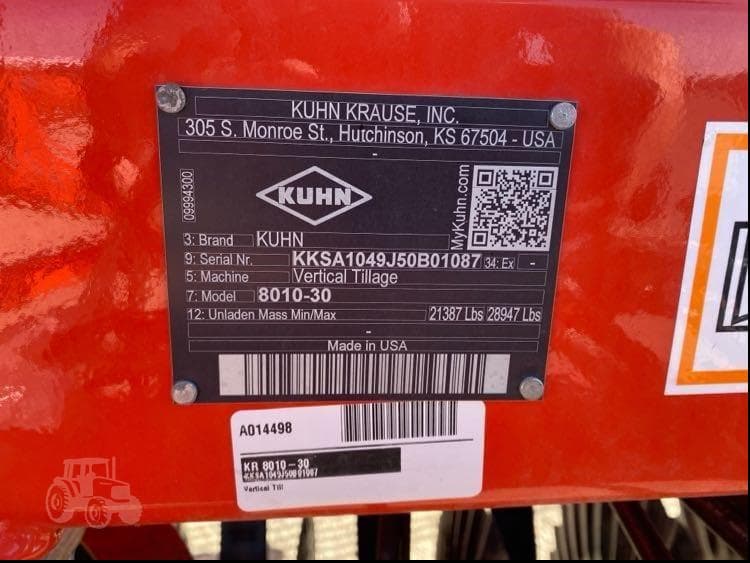 KUHN KRAUSE, INC.
305 S. Monroe St., Hutchinson, KS 67504 - USA
-
09994300
KUHN
MyKuhn.com
3: Brand KUHN
9: Serial Nr. KKSA1049J50B01087 34: Ex -
5: Machine Vertical Tillage
7: Model 8010-30
12: Unladen Mass Min/Max 21387 Lbs 28947 Lbs
-
Made in USA
A014498
KR 8010-30
KKSA1049J50B01087
Vertical Till